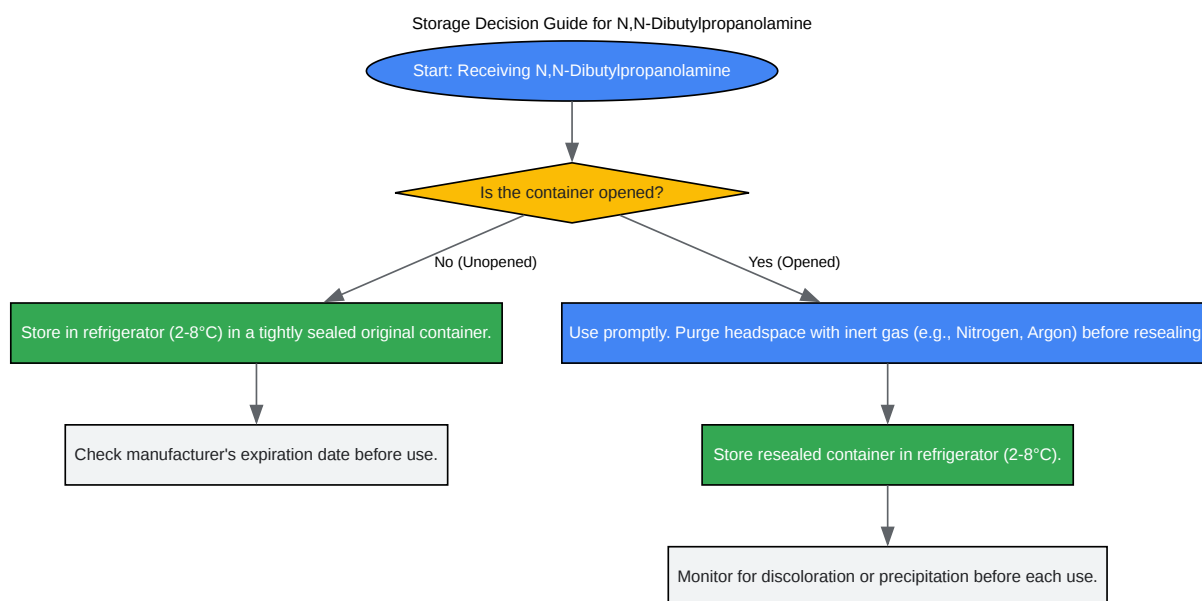 Storage Decision Guide for N,N-Dibutylpropanolamine
Start: Receiving N,N-Dibutylpropanolamine
Is the container opened?
No (Unopened)
Yes (Opened)
Store in refrigerator (2-8°C) in a tightly sealed original container.
Use promptly. Purge headspace with inert gas (e.g., Nitrogen, Argon) before resealing
Check manufacturer's expiration date before use.
Store resealed container in refrigerator (2-8°C).
Monitor for discoloration or precipitation before each use.